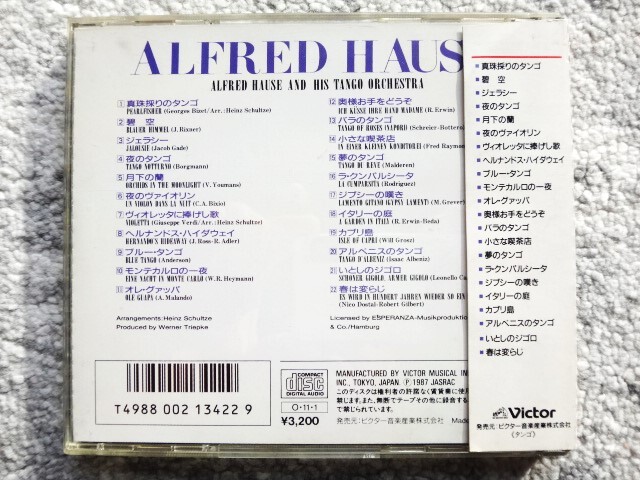 ALFRED HAUS
ALFRED HAUSE AND HIS TANGO ORCHESTRA
1 真珠採りのタンゴ
PEARLFISHER (Georges Bizet/Arr.:Heinz Schultze)
2 碧 空
BLAUER HIMMEL (J. Rixner)
3 ジェラシー
JALOUSIE (Jacob Gade)
4 夜のタンゴ
TANGO NOTTURNO (Borgmann)
5 月下の蘭
ORCHIDS IN THE MOONLIGHT (V. Youmans)
6 夜のヴァイオリン
UN VIOLON DANS LA NUIT (C.A. Bixio)
7 ヴィオレッタに捧げし歌
VIOLETTA (Giuseppe Verdi/Arr.: Heinz Schultze)
8 ヘルナンドス・ハイダウェイ
HERNANDO'S HIDEAWAY (J. Ross-R. Adler)
9 ブルー・タンゴ
BLUE TANGO (Anderson)
10 モンテカルロの一夜
EINE NACHT IN MONTE CARLO (W.R. Heymann)
11 オレ・グァッパ
OLE GUAPA (A. Malando)
12 奥様お手をどうぞ
ICH KÜSSE IHRE HAND MADAME (R. Erwin)
13 バラのタンゴ
TANGO OF ROSES (NAPORI) (Schreier-Bottero
14 小さな喫茶店
IN EINER KLEINEN KONDITOREI (Fred Raymon
15 夢のタンゴ
TANGO DE REVE (Malderen)
16 ラ・クンパルシータ
LA CUMPARSITA (Rodriguez)
17 ジプシーの嘆き
LAMENTO GITANO (GYPSY LAMENT) (M. Grever)
18 イタリーの庭
A GARDEN IN ITALY (R. Erwin-Beda)
19 カプリ島
ISLE OF CAPRI (Will Grosz)
20 アルベニスのタンゴ
TANGO D'ALBENIZ (Isaac Albeniz)
21 いとしのジゴロ
SCHÖNER GIGOLO, ARMER GIGOLO (Leonello Ca
22 春は変らじ
ES WIRD IN HUNDERT JAHREN WIEDER SO EIN
(Nico Dostal-Robert Gilbert)
Arrangements: Heinz Schultze
Produced by Werner Triepke
Licensed by ESPERANZA-Musikproduktion
& Co./Hamburg
T4988 002 13422 9
COMPACT
disc
DIGITAL AUDIO
O·11·1
¥3,200
MANUFACTURED BY VICTOR MUSICAL IN
INC., TOKYO, JAPAN Ⓟ 1987 JASRAC
このディスクは権利者の許諾なく賃貸業に使用
禁じます。また、無断でテープその他に録音する
で禁じられています。
発売元：ビクター音楽産業株式会社 Made
真珠採りのタンゴ
碧 空
ジェラシー
夜のタンゴ
月下の蘭
夜のヴァイオリン
ヴィオレッタに捧げし歌
ヘルナンドス・ハイダウェイ
ブルー・タンゴ
モンテカルロの一夜
オレ・グァッパ
奥様お手をどうぞ
バラのタンゴ
小さな喫茶店
夢のタンゴ
ラ・クンパルシータ
ジプシーの嘆き
イタリーの庭
カプリ島
アルベニスのタンゴ
いとしのジゴロ
春は変らじ
Victor
発売元：ビクター音楽産業株式会社
〈タンゴ〉